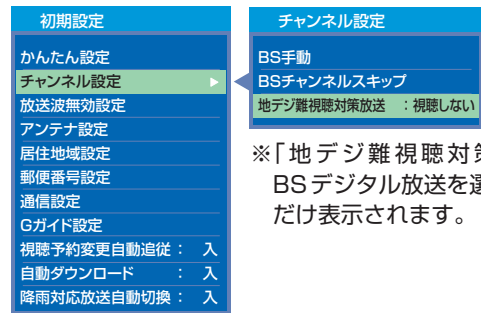 初期設定
かんたん設定
チャンネル設定
放送波無効設定
アンテナ設定
居住地域設定
郵便番号設定
通信設定
Gガイド設定
視聴予約変更自動追従： 入
自動ダウンロード ： 入
降雨対応放送自動切換： 入
チャンネル設定
BS手動
BSチャンネルスキップ
地デジ難視聴対策放送 ：視聴しない
※「地デジ難視聴対策
BSデジタル放送を選
だけ表示されます。